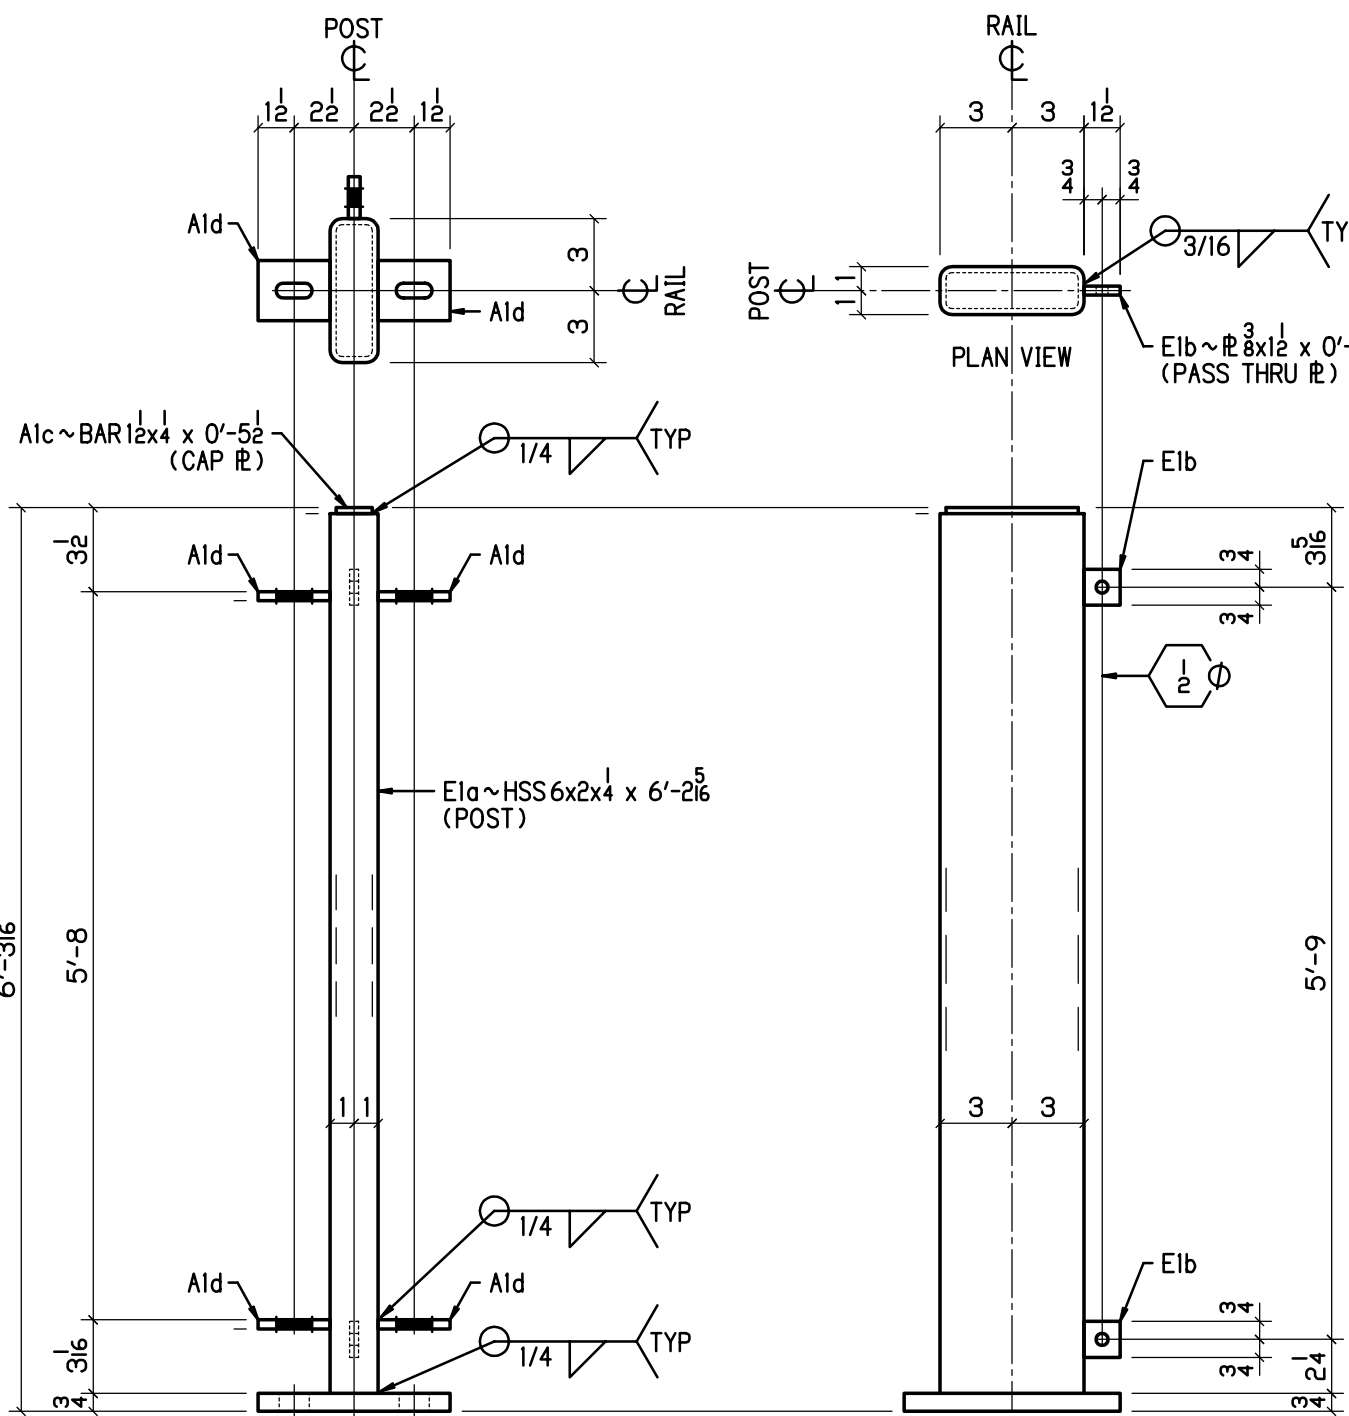 POST
RAIL
1 1/2
2 1/2
2 1/2
1 1/2
3
3
1 1/2
3/4
3/4
A1d
A1d
3
3
RAIL
POST
1
1
3/16
PLAN VIEW
E1b ~ PL 3/8 x 1 1/2 x 0'-
(PASS THRU PL)
A1c ~ BAR 1 1/2 x 1/4 x 0'-5 1/2
(CAP PL)
1/4
TYP
E1b
3 1/2
3 5/16
A1d
A1d
3/4
3/4
1/2 Ø
E1a ~ HSS 6x2x 1/4 x 6'-2 5/16
(POST)
5'-8
5'-9
1
1
3
3
1/4
TYP
A1d
A1d
E1b
3/4
3/4
1/4
TYP
3 1/16
3/4
2 1/4
3/4